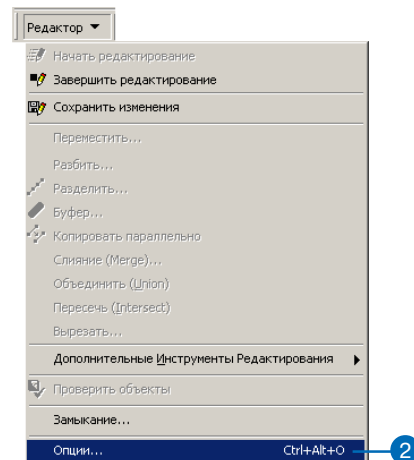 Редактор
Начать редактирование
Завершить редактирование
Сохранить изменения
Переместить...
Разбить...
Разделить...
Буфер...
Копировать параллельно
Слияние (Merge)...
Объединить (Union)
Пересечь (Intersect)
Вырезать...
Дополнительные Инструменты Редактирования
Проверить объекты
Замыкание...
Опции... Ctrl+Alt+O 2